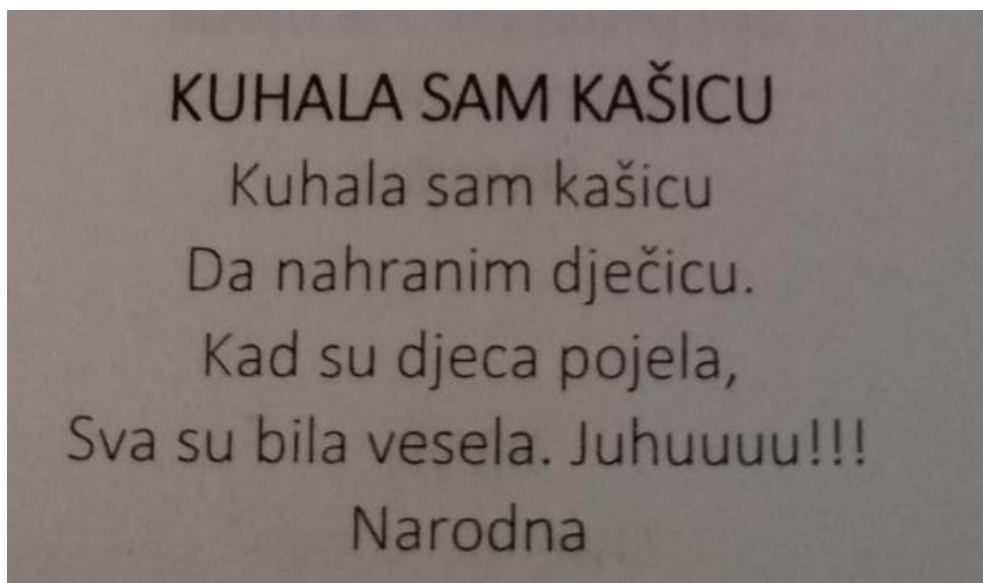 KUHALA SAM KAŠICU
Kuhala sam kašicu
Da nahranim dječicu.
Kad su djeca pojela,
Sva su bila vesela. Juhuuuu!!!
Narodna